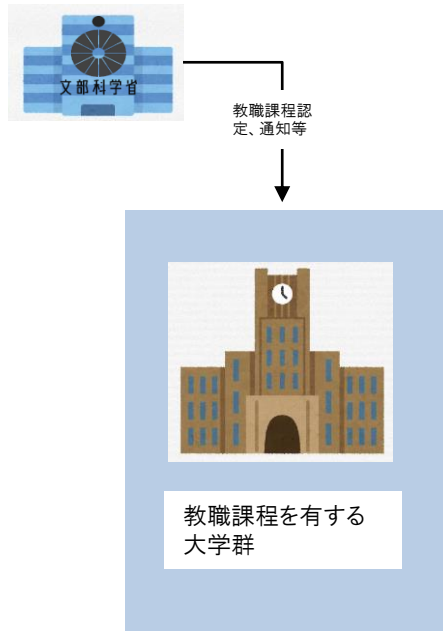 文部科学省
教職課程認
定、通知等
教職課程を有する
大学群